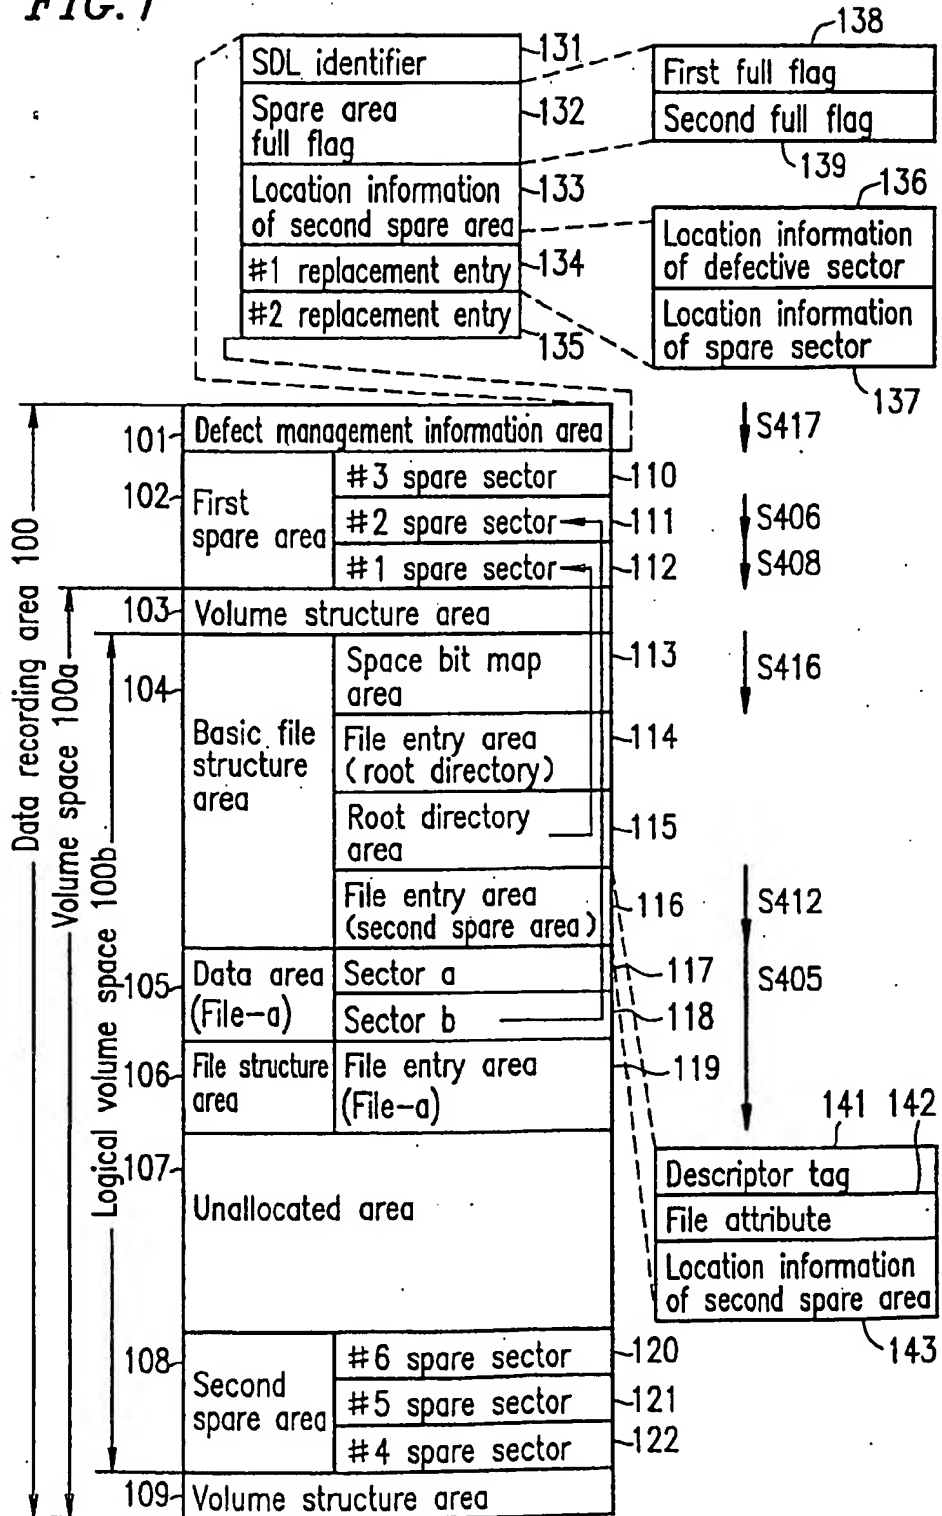 FIG. 1
SDL identifier
131
Spare area
full flag
132
Location information
of second spare area
133
#1 replacement entry
134
#2 replacement entry
135
138
First full flag
Second full flag
139
136
Location information
of defective sector
Location information
of spare sector
137
Data recording area 100
Volume space 100a
Logical volume space 100b
101
Defect management information area
S417
102
First
spare area
#3 spare sector
110
#2 spare sector
111
S406
#1 spare sector
112
S408
103
Volume structure area
104
Basic file
structure
area
Space bit map
area
113
S416
File entry area
(root directory)
114
Root directory
area
115
File entry area
(second spare area)
116
S412
105
Data area
(File-a)
Sector a
117
S405
Sector b
118
106
File structure
area
File entry area
(File-a)
119
107
Unallocated area
141 142
Descriptor tag
File attribute
Location information
of second spare area
143
108
Second
spare area
#6 spare sector
120
#5 spare sector
121
#4 spare sector
122
109
Volume structure area